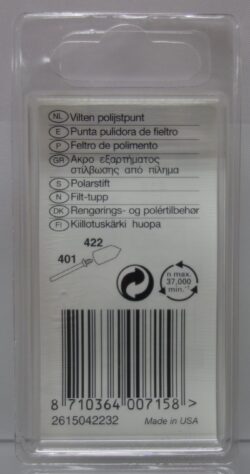 NL Vilten polijstpunt
E Punta pulidora de fieltro
P Feltro de polimento
GR Ακρο εξαρτήματος
στίλβωσης από πίλημα
S Polarstift
N Filt-tupp
DK Rengørings- og polértilbehør
FI Kiillotuskärki huopa
422
401
n max.
37,000
min.⁻¹
8 710364 007158 >
2615042232
Made in USA